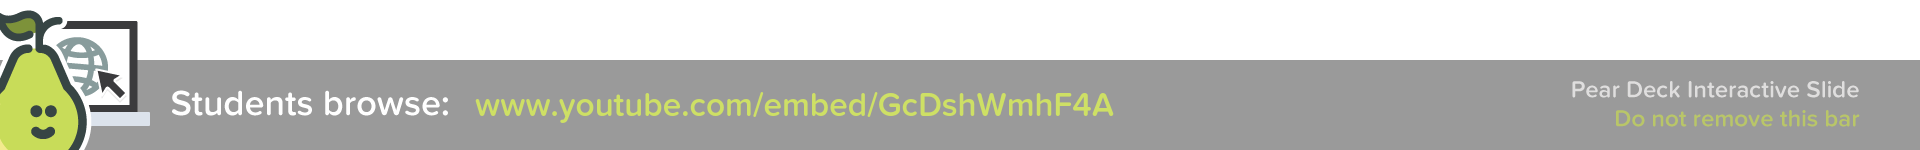 Students browse: www.youtube.com/embed/GcDshWmhF4A
Pear Deck Interactive Slide
Do not remove this bar